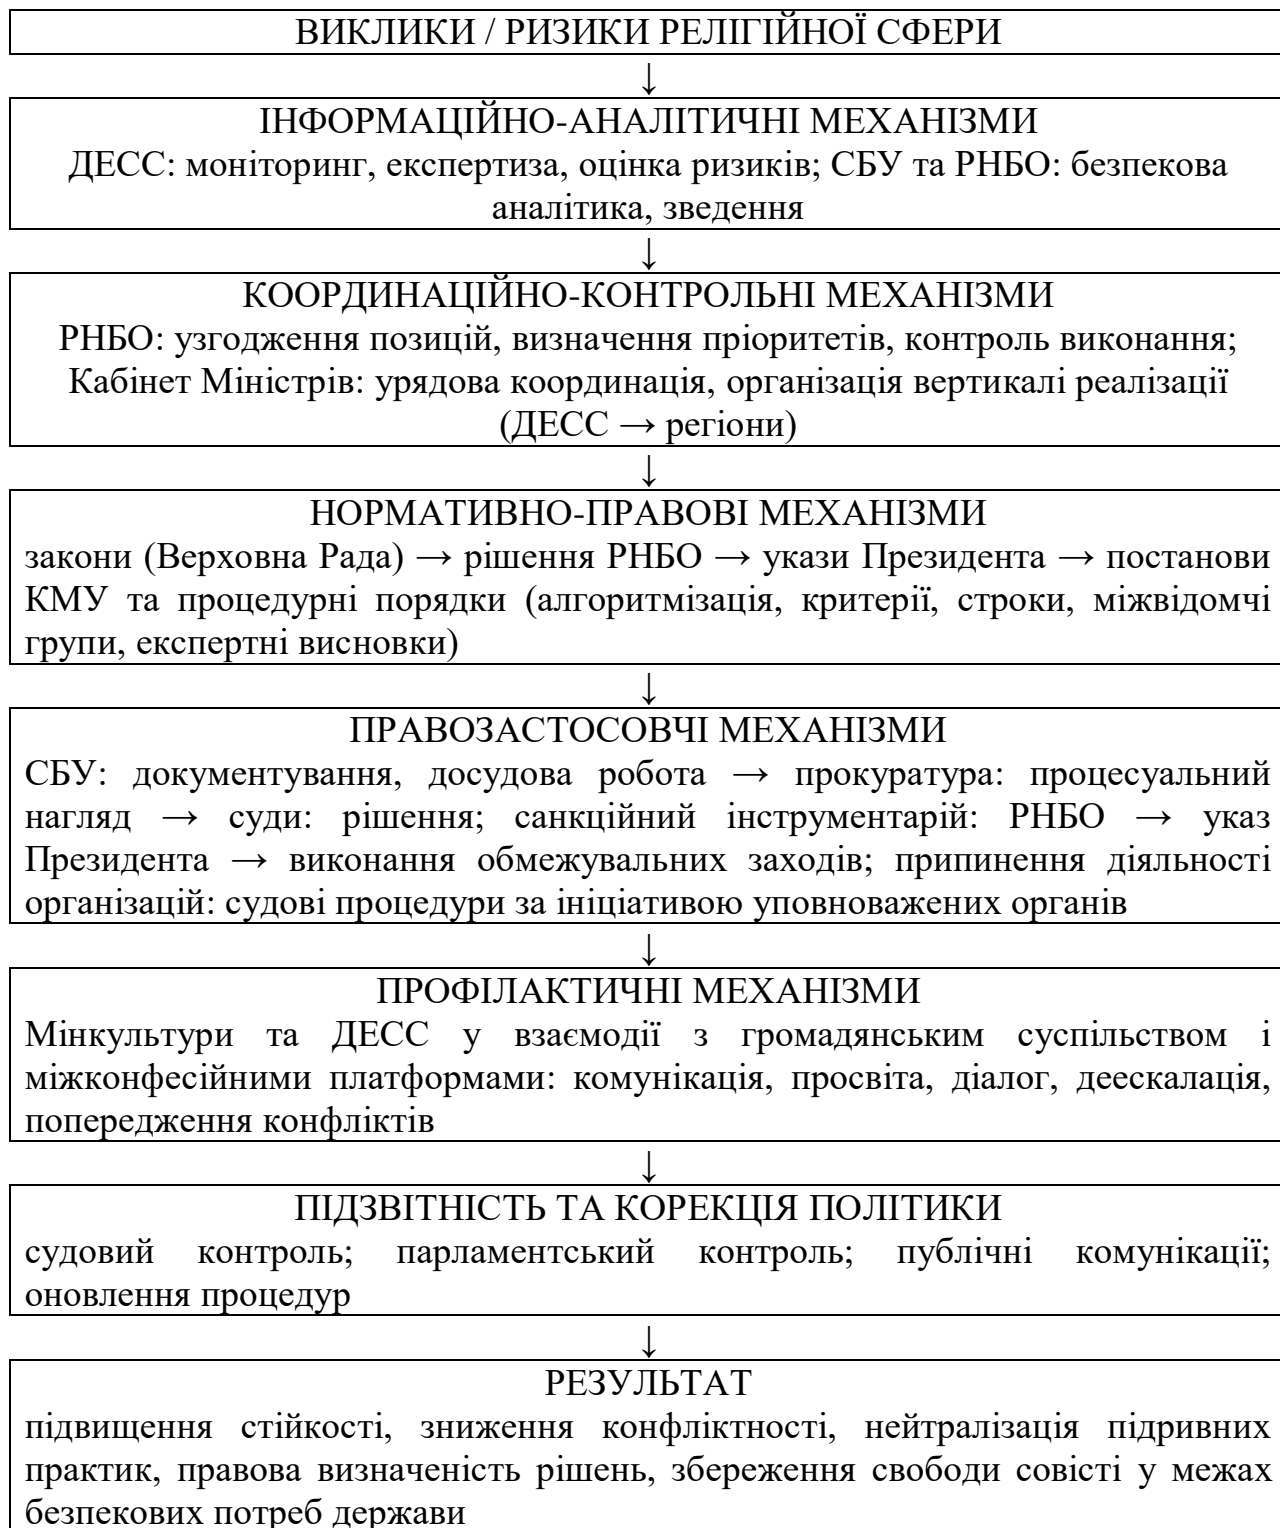 ВИКЛИКИ / РИЗИКИ РЕЛІГІЙНОЇ СФЕРИ
↓
ІНФОРМАЦІЙНО-АНАЛІТИЧНІ МЕХАНІЗМИ
ДЕСС: моніторинг, експертиза, оцінка ризиків; СБУ та РНБО: безпекова
аналітика, зведення
↓
КООРДИНАЦІЙНО-КОНТРОЛЬНІ МЕХАНІЗМИ
РНБО: узгодження позицій, визначення пріоритетів, контроль виконання;
Кабінет Міністрів: урядова координація, організація вертикалі реалізації
(ДЕСС → регіони)
↓
НОРМАТИВНО-ПРАВОВІ МЕХАНІЗМИ
закони (Верховна Рада) → рішення РНБО → укази Президента → постанови
КМУ та процедурні порядки (алгоритмізація, критерії, строки, міжвідомчі
групи, експертні висновки)
↓
ПРАВОЗАСТОСОВЧІ МЕХАНІЗМИ
СБУ: документування, досудова робота → прокуратура: процесуальний
нагляд → суди: рішення; санкційний інструментарій: РНБО → указ
Президента → виконання обмежувальних заходів; припинення діяльності
організацій: судові процедури за ініціативою уповноважених органів
↓
ПРОФІЛАКТИЧНІ МЕХАНІЗМИ
Мінкультури та ДЕСС у взаємодії з громадянським суспільством і
міжконфесійними платформами: комунікація, просвіта, діалог, деескалація,
попередження конфліктів
↓
ПІДЗВІТНІСТЬ ТА КОРЕКЦІЯ ПОЛІТИКИ
судовий контроль; парламентський контроль; публічні комунікації;
оновлення процедур
↓
РЕЗУЛЬТАТ
підвищення стійкості, зниження конфліктності, нейтралізація підривних
практик, правова визначеність рішень, збереження свободи совісті у межах
безпекових потреб держави